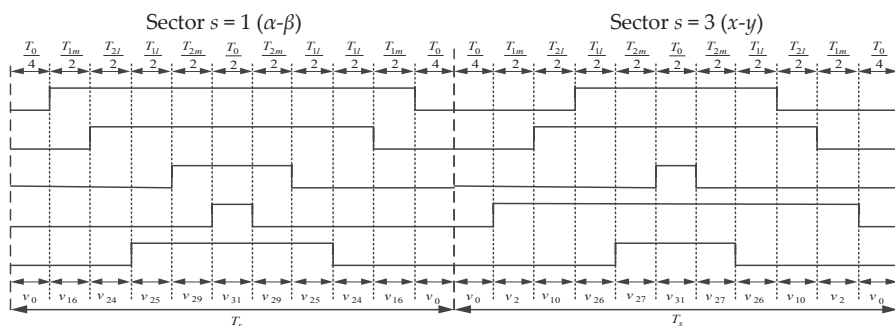 Sector s = 1 (α-β) Sector s = 3 (x-y)
T0/4 T1m/2 T2l/2 T1l/2 T2m/2 T0/2 T2m/2 T1l/2 T1l/2 T1m/2 T0/4 T0/4 T1m/2 T2l/2 T1l/2 T2m/2 T0/2 T2m/2 T1l/2 T2l/2 T1m/2 T0/4
v0 v16 v24 v25 v29 v31 v29 v25 v24 v16 v0 v0 v2 v10 v26 v27 v31 v27 v26 v10 v2 v0
Ts Ts